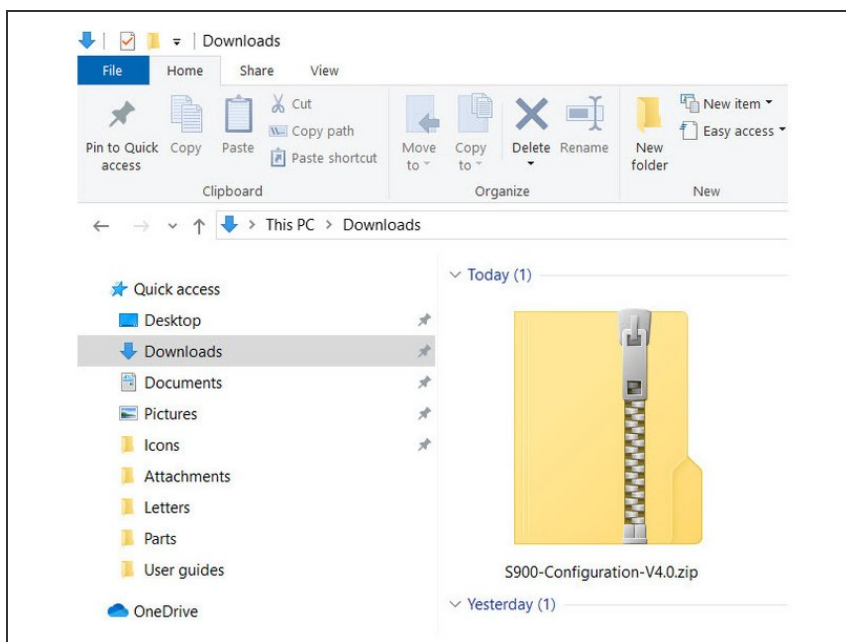 Downloads
File Home Share View
Pin to Quick access
Copy
Paste
Cut
Copy path
Paste shortcut
Clipboard
Move to
Copy to
Delete
Rename
Organize
New folder
New item
Easy access
New
This PC > Downloads
Quick access
Desktop
Downloads
Documents
Pictures
Icons
Attachments
Letters
Parts
User guides
OneDrive
Today (1)
S900-Configuration-V4.0.zip
Yesterday (1)